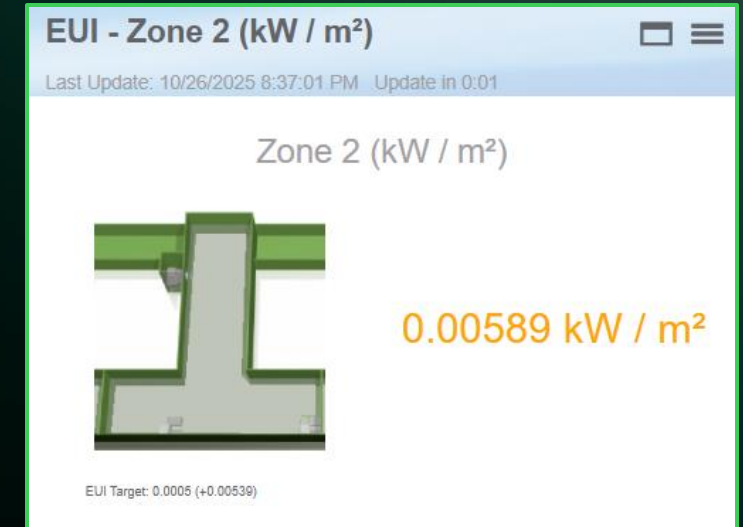 EUI - Zone 2 (kW / m²)
Last Update: 10/26/2025 8:37:01 PM Update in 0:01
Zone 2 (kW / m²)
0.00589 kW / m²
EUI Target: 0.0005 (+0.00539)